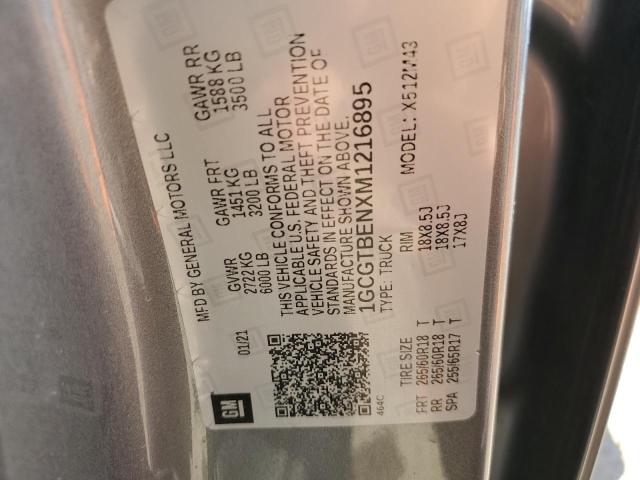 MFD BY GENERAL MOTORS LLC
01/21
GVWR
2722 KG
6000 LB
GAWR FRT
1451 KG
3200 LB
GAWR RR
1588 KG
3500 LB
THIS VEHICLE CONFORMS TO ALL
APPLICABLE U.S. FEDERAL MOTOR
VEHICLE SAFETY AND THEFT PREVENTION
STANDARDS IN EFFECT ON THE DATE OF
MANUFACTURE SHOWN ABOVE.
1GCGTBENXM1216895
TYPE: TRUCK
MODEL: X512M43
GM
464C
TIRE SIZE RIM
FRT 265/60R18 T 18X8.5J
RR 265/60R18 T 18X8.5J
SPA 255/65R17 T 17X8J